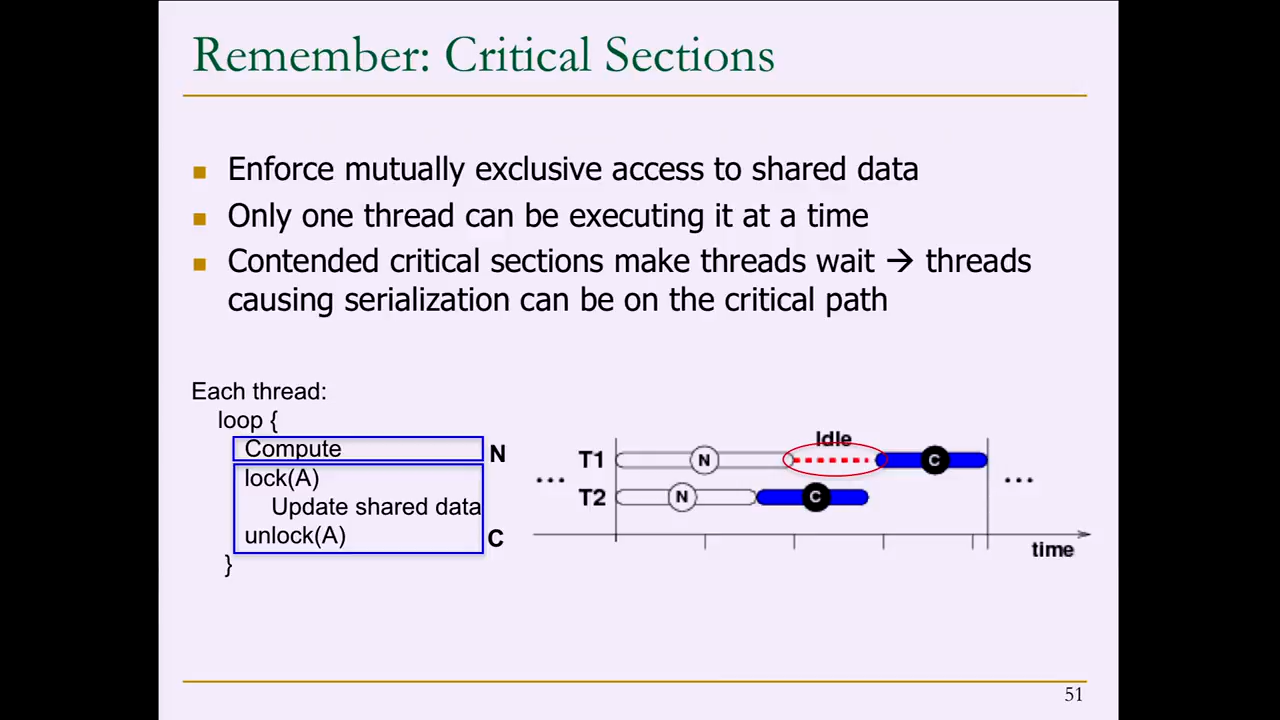 Remember: Critical Sections
Enforce mutually exclusive access to shared data
Only one thread can be executing it at a time
Contended critical sections make threads wait → threads
causing serialization can be on the critical path
Each thread:
loop {
Compute
N
lock(A)
Update shared data
unlock(A)
C
}
Idle
T1
N
C
T2
N
C
...
...
time
51